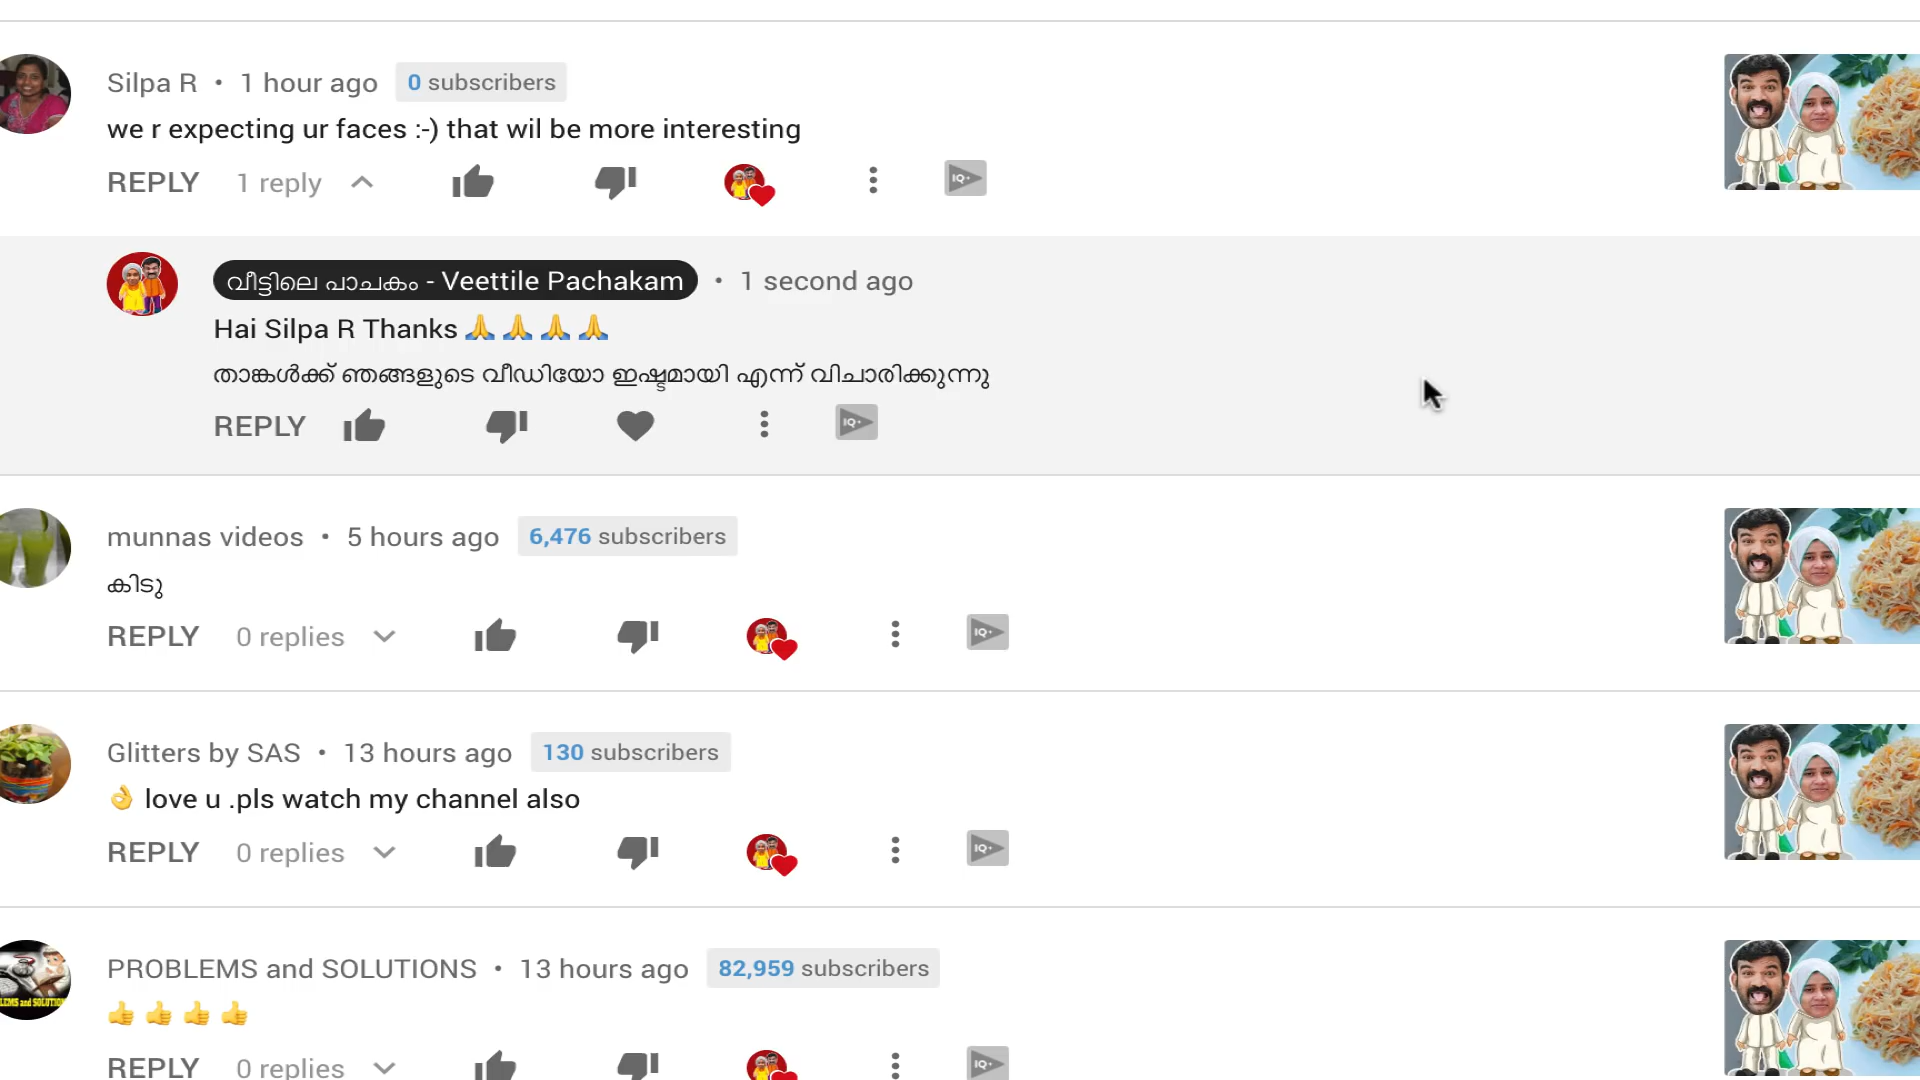 Silpa R • 1 hour ago 0 subscribers
we r expecting ur faces :-) that wil be more interesting
REPLY 1 reply
വീട്ടിലെ പാചകം - Veettile Pachakam • 1 second ago
Hai Silpa R Thanks 🙏 🙏 🙏 🙏
താങ്കൾക്ക് ഞങ്ങളുടെ വീഡിയോ ഇഷ്ടമായി എന്ന് വിചാരിക്കുന്നു
REPLY
munnas videos • 5 hours ago 6,476 subscribers
കിടു
REPLY 0 replies
Glitters by SAS • 13 hours ago 130 subscribers
👌 love u .pls watch my channel also
REPLY 0 replies
PROBLEMS and SOLUTIONS • 13 hours ago 82,959 subscribers
👍 👍 👍 👍
REPLY 0 replies